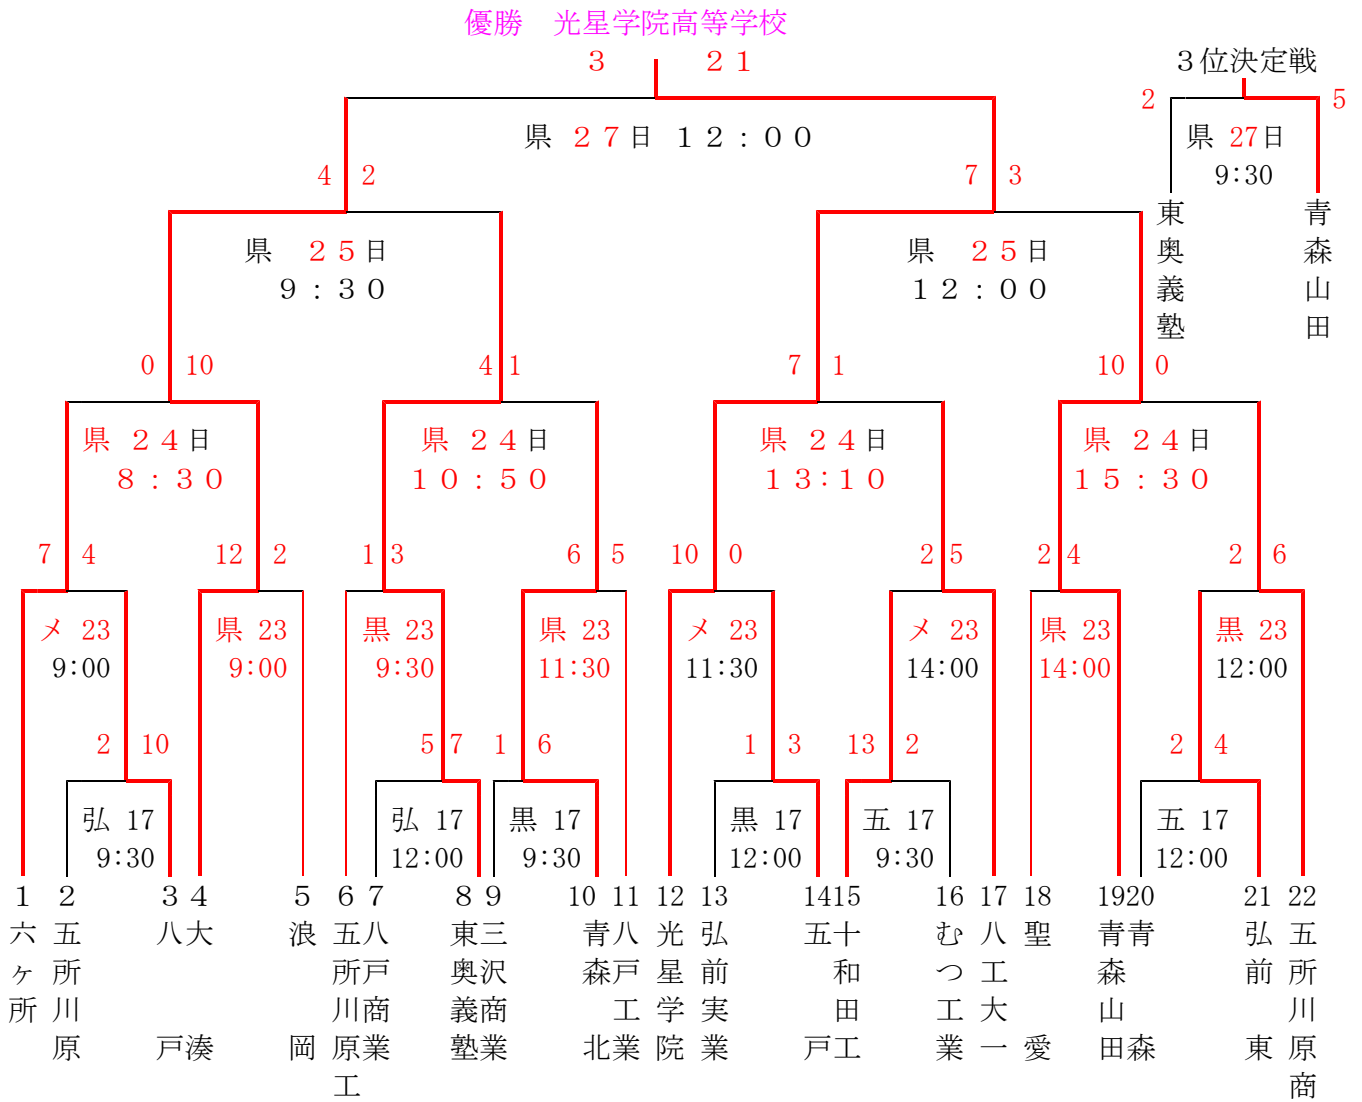 優勝　光星学院高等学校
3 21
3位決定戦
2 5
県 27日 12:00
県 27日
9:30
東奥義塾
青森山田
4 2
7 3
県 25日
9:30
県 25日
12:00
0 10
4 1
7 1
10 0
県 24日
8:30
県 24日
10:50
県 24日
13:10
県 24日
15:30
7 4
12 2
1 3
6 5
10 0
2 5
2 4
2 6
メ 23
9:00
県 23
9:00
黒 23
9:30
県 23
11:30
メ 23
11:30
メ 23
14:00
県 23
14:00
黒 23
12:00
2 10
5 7
1 6
1 3
13 2
2 4
弘 17
9:30
弘 17
12:00
黒 17
9:30
黒 17
12:00
五 17
9:30
五 17
12:00
1 六ヶ所
2 五所川原
3 八戸
4 大湊
5 浪岡
6 五所川原工
7 八戸商業
8 東奥義塾
9 三沢商業
10 青森北
11 八戸工業
12 光星学院
13 弘前実業
14 五戸
15 十和田工
16 むつ工業
17 八工大一
18 聖愛
19 青森山田
20 青森
21 弘前東
22 五所川原商